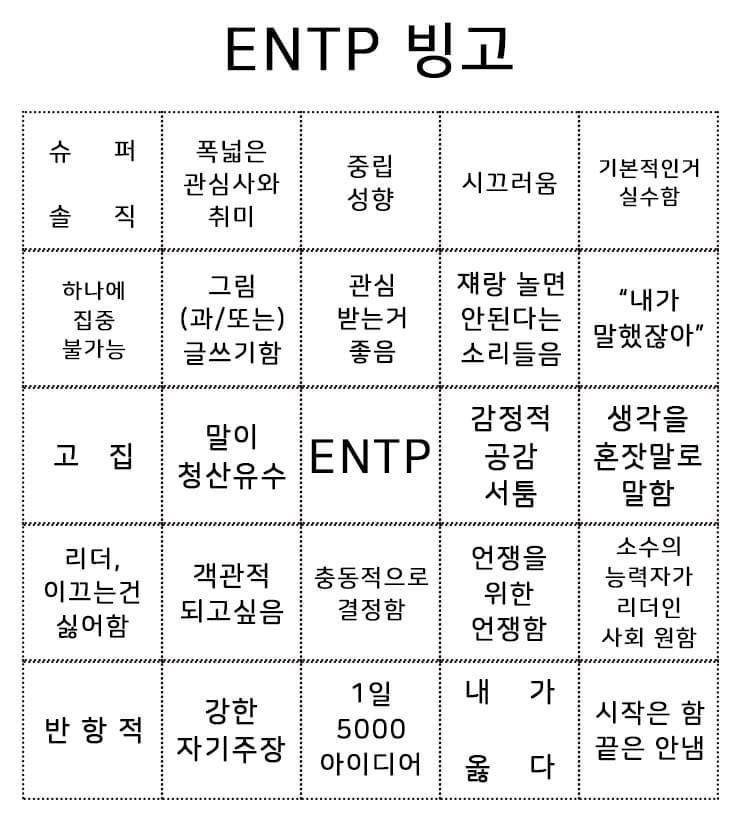 ENTP 빙고
슈 퍼
솔 직
폭넓은
관심사와
취미
중립
성향
시끄러움
기본적인거
실수함
하나에
집중
불가능
그림
(과/또는)
글쓰기함
관심
받는거
좋음
쟤랑 놀면
안된다는
소리들음
“내가
말했잖아”
고 집
말이
청산유수
ENTP
감정적
공감
서툼
생각을
혼잣말로
말함
리더,
이끄는건
싫어함
객관적
되고싶음
충동적으로
결정함
언쟁을
위한
언쟁함
소수의
능력자가
리더인
사회 원함
반 항 적
강한
자기주장
1일
5000
아이디어
내 가
옳 다
시작은 함
끝은 안냄